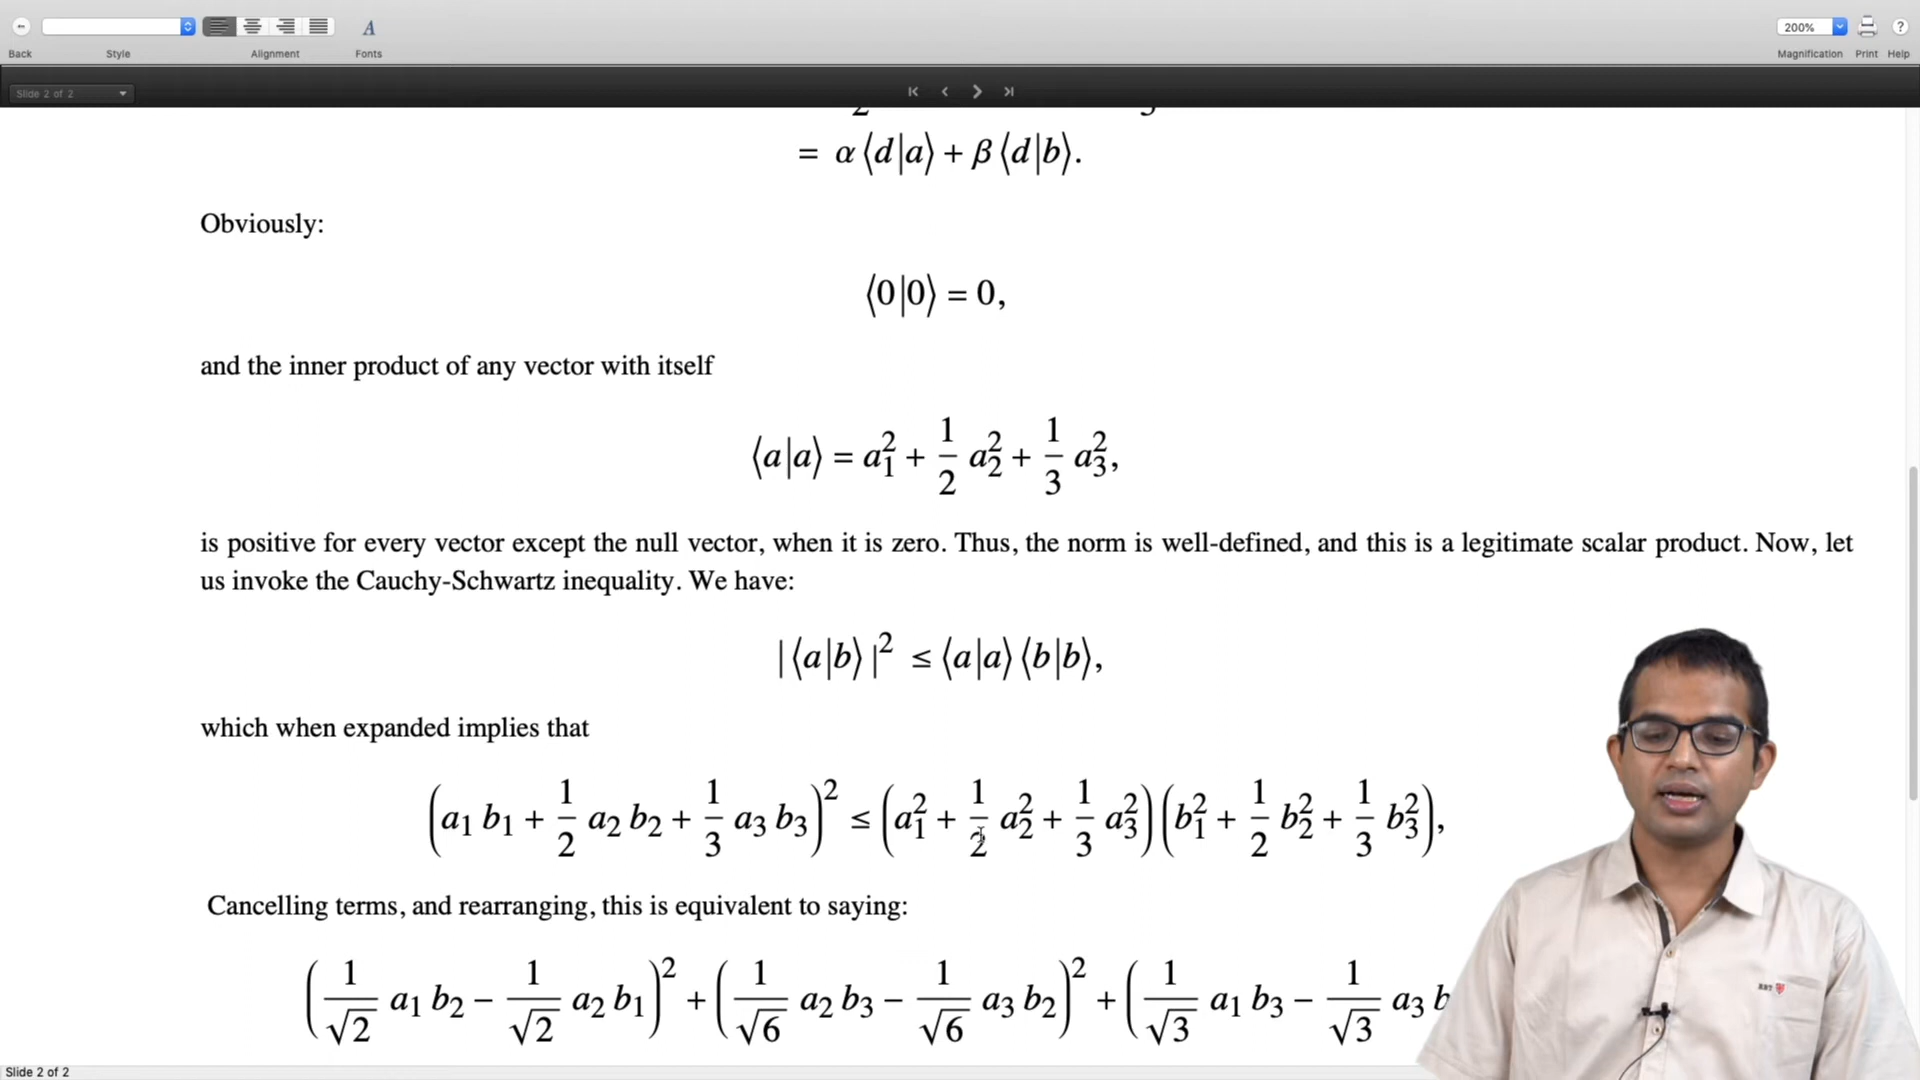 200%
Back
Style
Alignment
Fonts
Magnification
Print
Help
Slide 2 of 2
= α ⟨d|a⟩ + β ⟨d|b⟩.
Obviously:
⟨0|0⟩ = 0,
and the inner product of any vector with itself
⟨a|a⟩ = a₁² + 1/2 a₂² + 1/3 a₃²,
is positive for every vector except the null vector, when it is zero. Thus, the norm is well-defined, and this is a legitimate scalar product. Now, let
us invoke the Cauchy-Schwartz inequality. We have:
|⟨a|b⟩|² ≤ ⟨a|a⟩ ⟨b|b⟩,
which when expanded implies that
(a₁ b₁ + 1/2 a₂ b₂ + 1/3 a₃ b₃)² ≤ (a₁² + 1/2 a₂² + 1/3 a₃²) (b₁² + 1/2 b₂² + 1/3 b₃²),
Cancelling terms, and rearranging, this is equivalent to saying:
(1/√2 a₁ b₂ − 1/√2 a₂ b₁)² + (1/√6 a₂ b₃ − 1/√6 a₃ b₂)² + (1/√3 a₁ b₃ − 1/√3 a₃ b
Slide 2 of 2